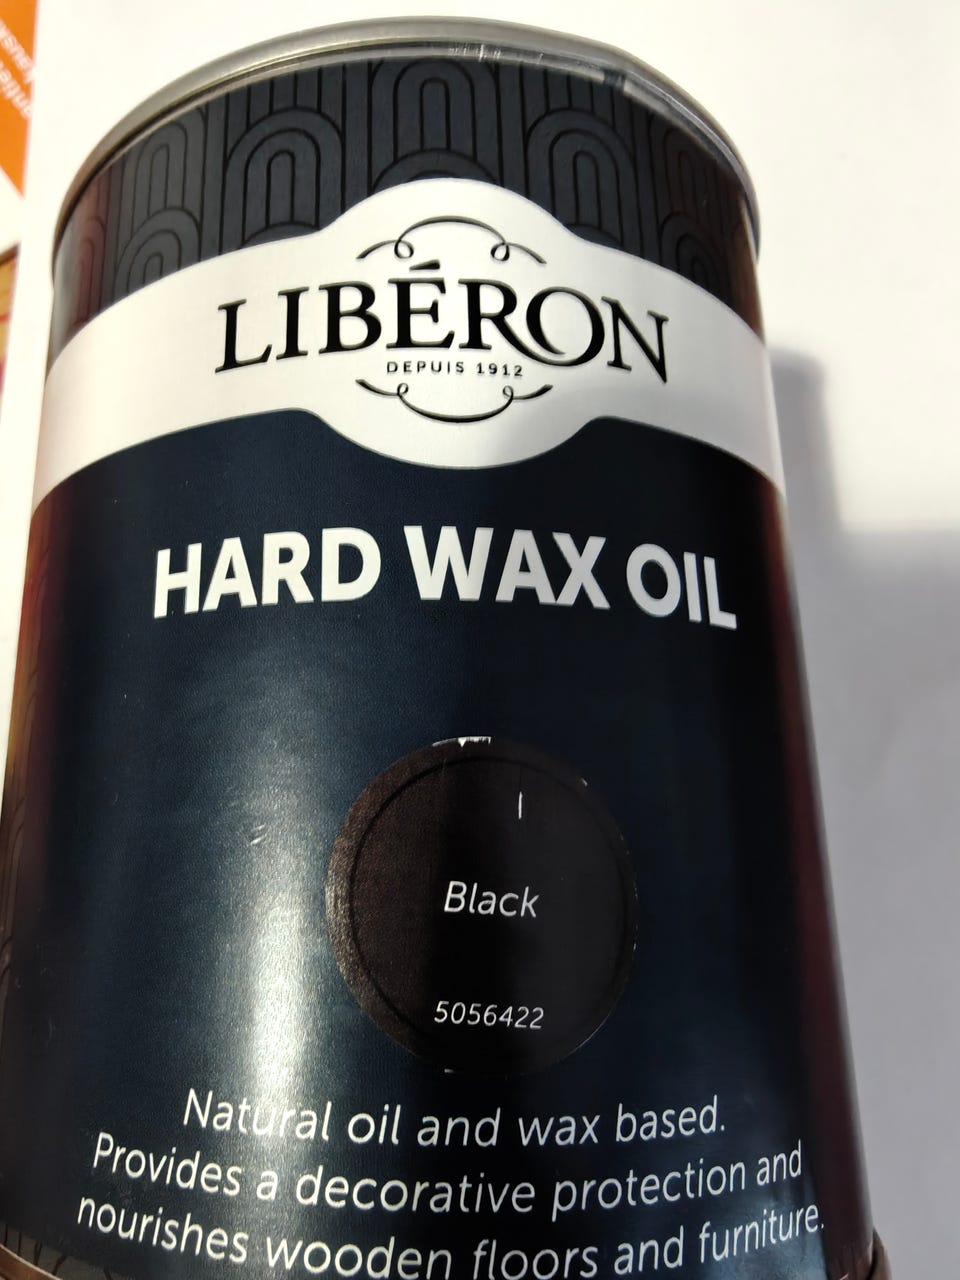 LIBÉRON
DEPUIS 1912
HARD WAX OIL
Black
5056422
Natural oil and wax based.
Provides a decorative protection and
nourishes wooden floors and furniture.